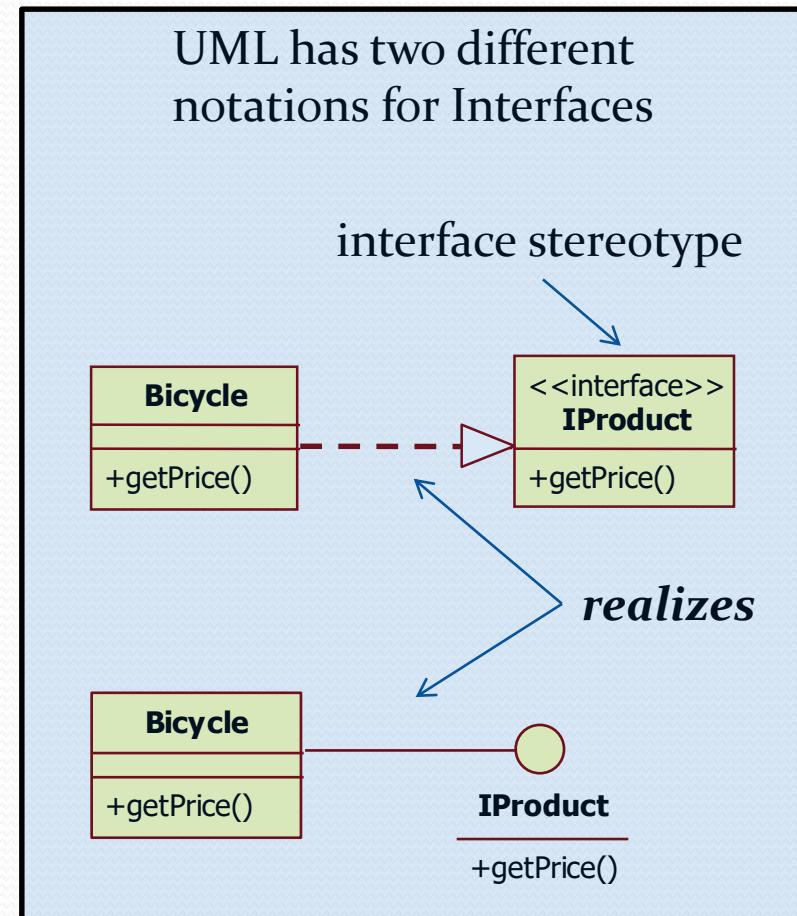 UML has two different
notations for Interfaces
interface stereotype
Bicycle
+getPrice()
<<interface>>
IProduct
+getPrice()
realizes
Bicycle
+getPrice()
IProduct
+getPrice()